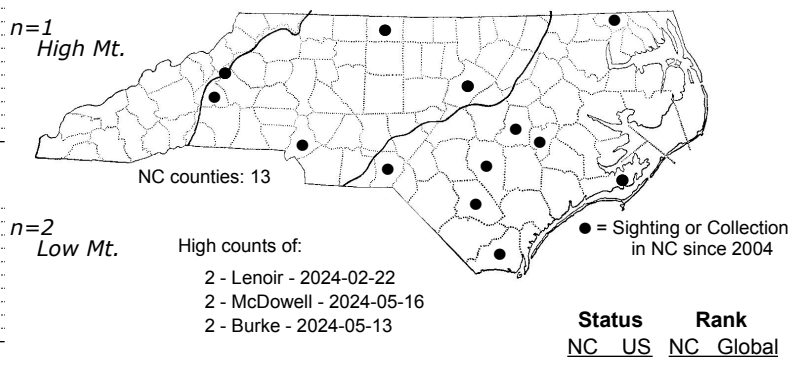 n=1
High Mt.
NC counties: 13
n=2
Low Mt.
High counts of:
2 - Lenoir - 2024-02-22
2 - McDowell - 2024-05-16
2 - Burke - 2024-05-13
● = Sighting or Collection
in NC since 2004
Status Rank
NC US NC Global